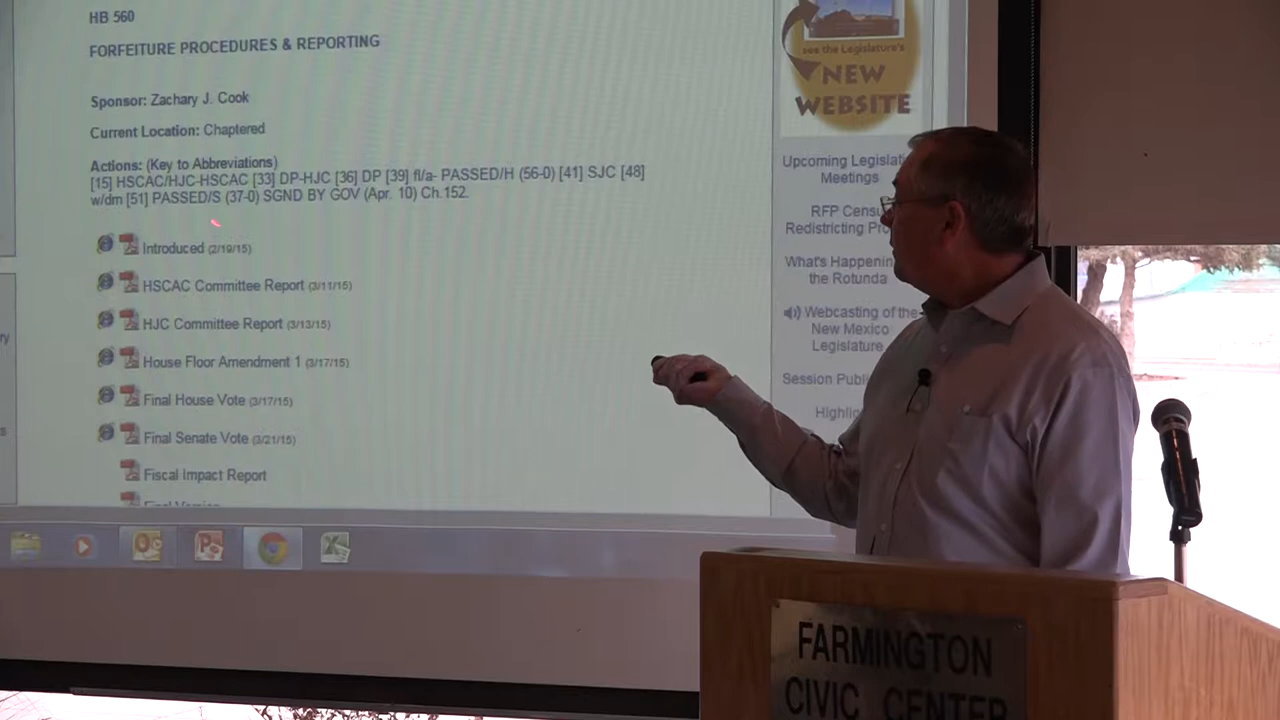 HB 560
FORFEITURE PROCEDURES & REPORTING
Sponsor: Zachary J. Cook
Current Location: Chaptered
Actions: (Key to Abbreviations)
[15] HSCAC/HJC-HSCAC [33] DP-HJC [36] DP [39] fl/a- PASSED/H (56-0) [41] SJC [48]
w/dm [51] PASSED/S (37-0) SGND BY GOV (Apr. 10) Ch.152.
Introduced (2/19/15)
HSCAC Committee Report (3/11/15)
HJC Committee Report (3/13/15)
House Floor Amendment 1 (3/17/15)
Final House Vote (3/17/15)
Final Senate Vote (3/21/15)
Fiscal Impact Report
see the Legislature's
NEW
WEBSITE
Upcoming
Meetings
RFP
Redistricting
What's
the Rotunda
Webcasting of the
New Mexico
Legislature
Session
FARMINGTON
CIVIC CENTER